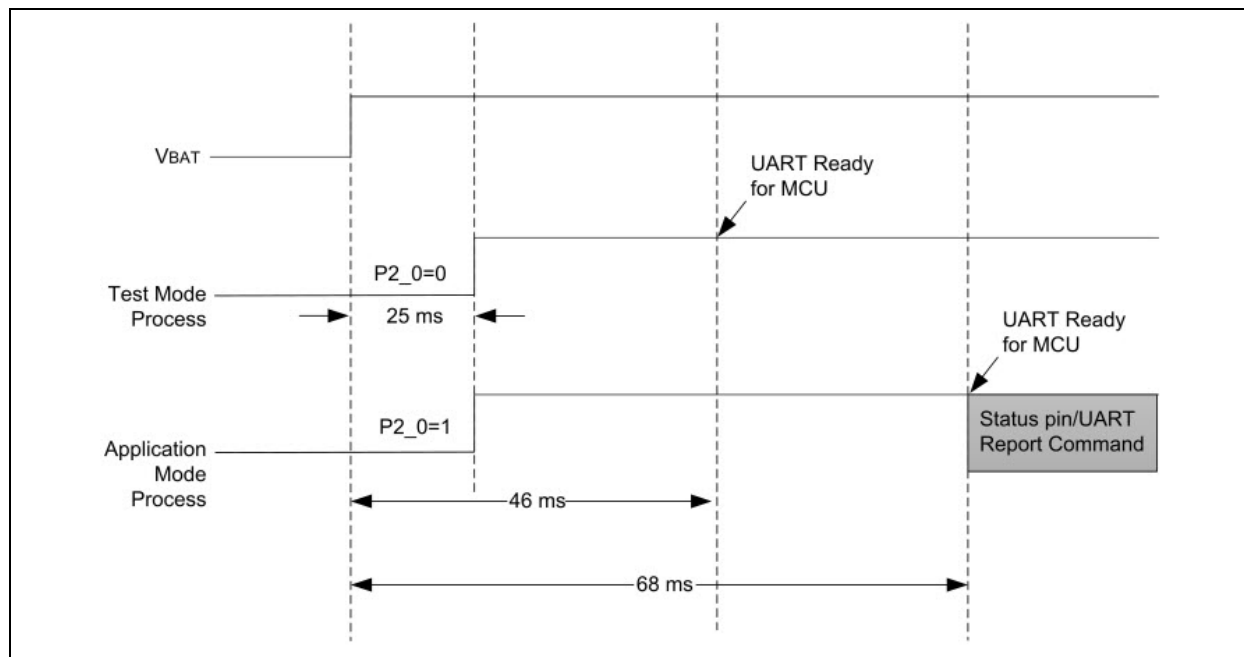 VBAT
UART Ready
for MCU
P2_0=0
Test Mode
Process
25 ms
UART Ready
for MCU
P2_0=1
Status pin/UART
Report Command
Application
Mode
Process
46 ms
68 ms